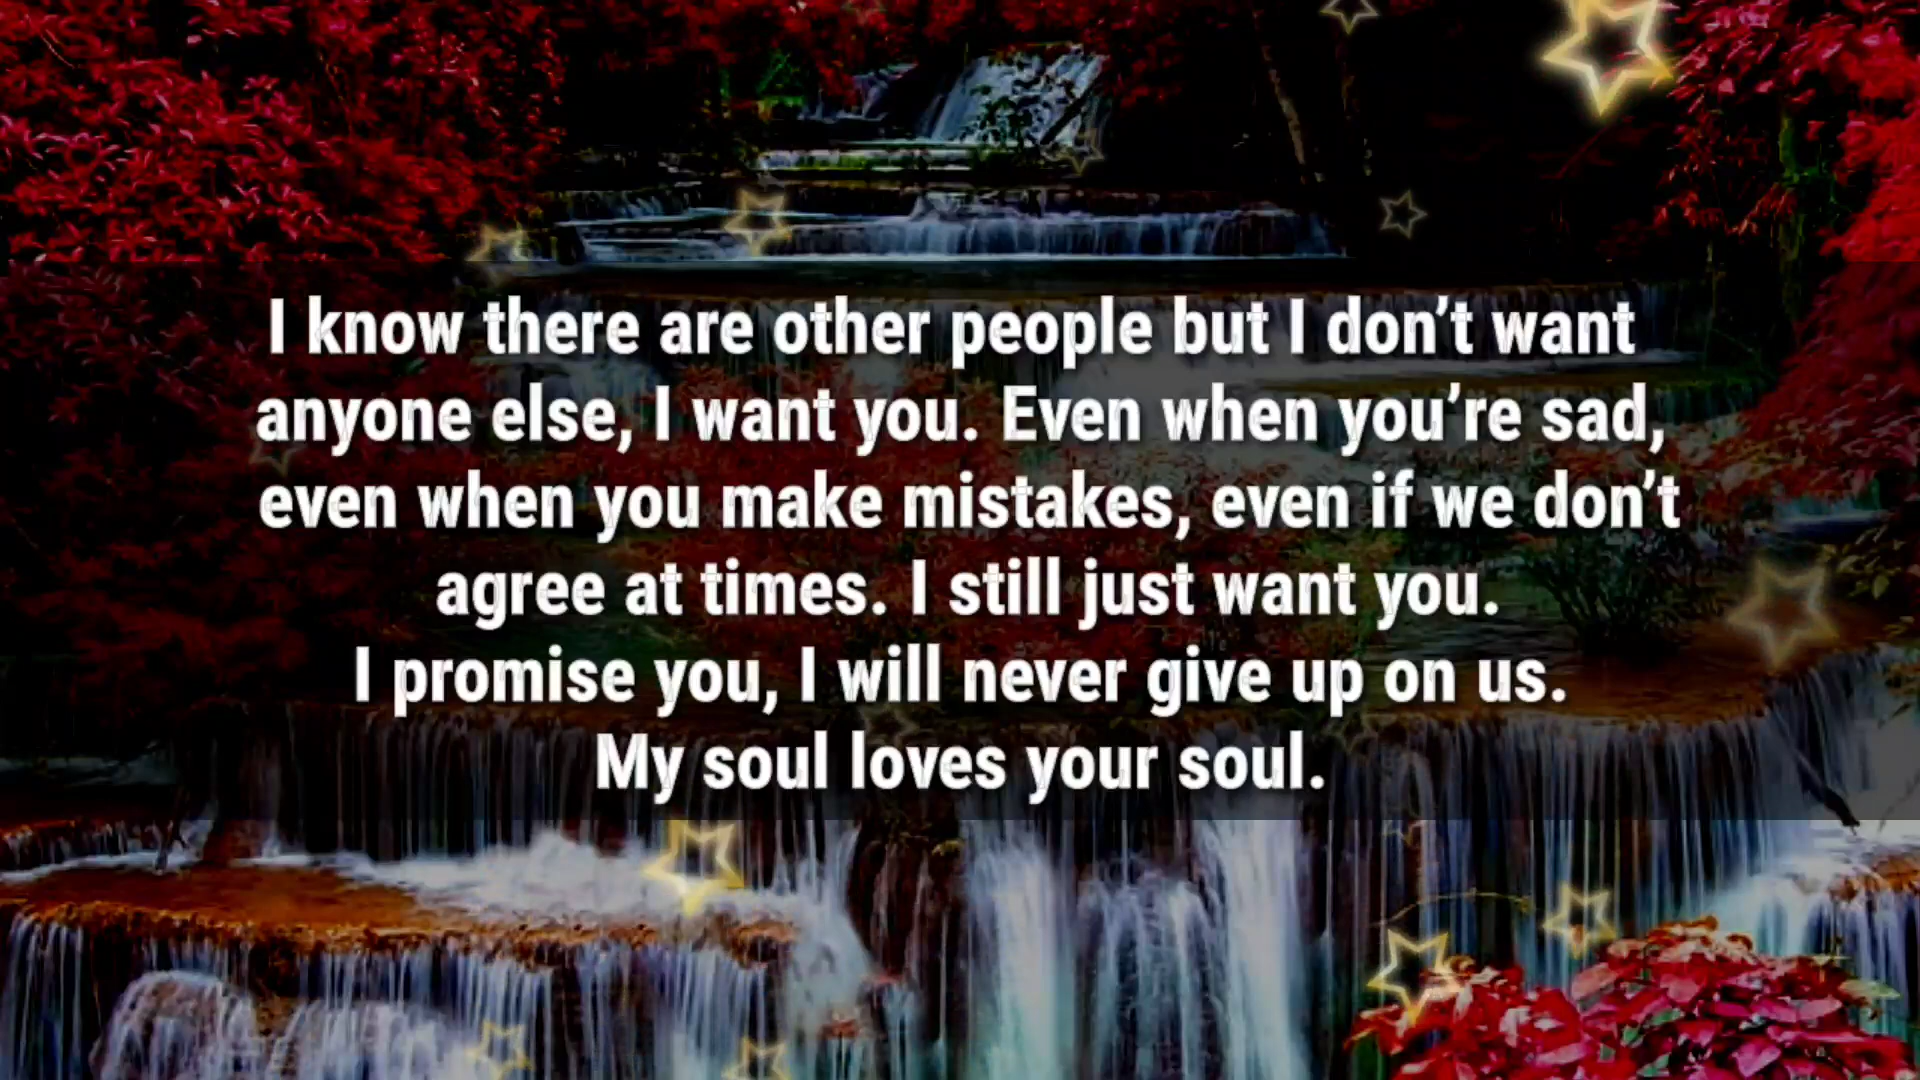 I know there are other people but I don’t want
anyone else, I want you. Even when you’re sad,
even when you make mistakes, even if we don’t
agree at times. I still just want you.
I promise you, I will never give up on us.
My soul loves your soul.